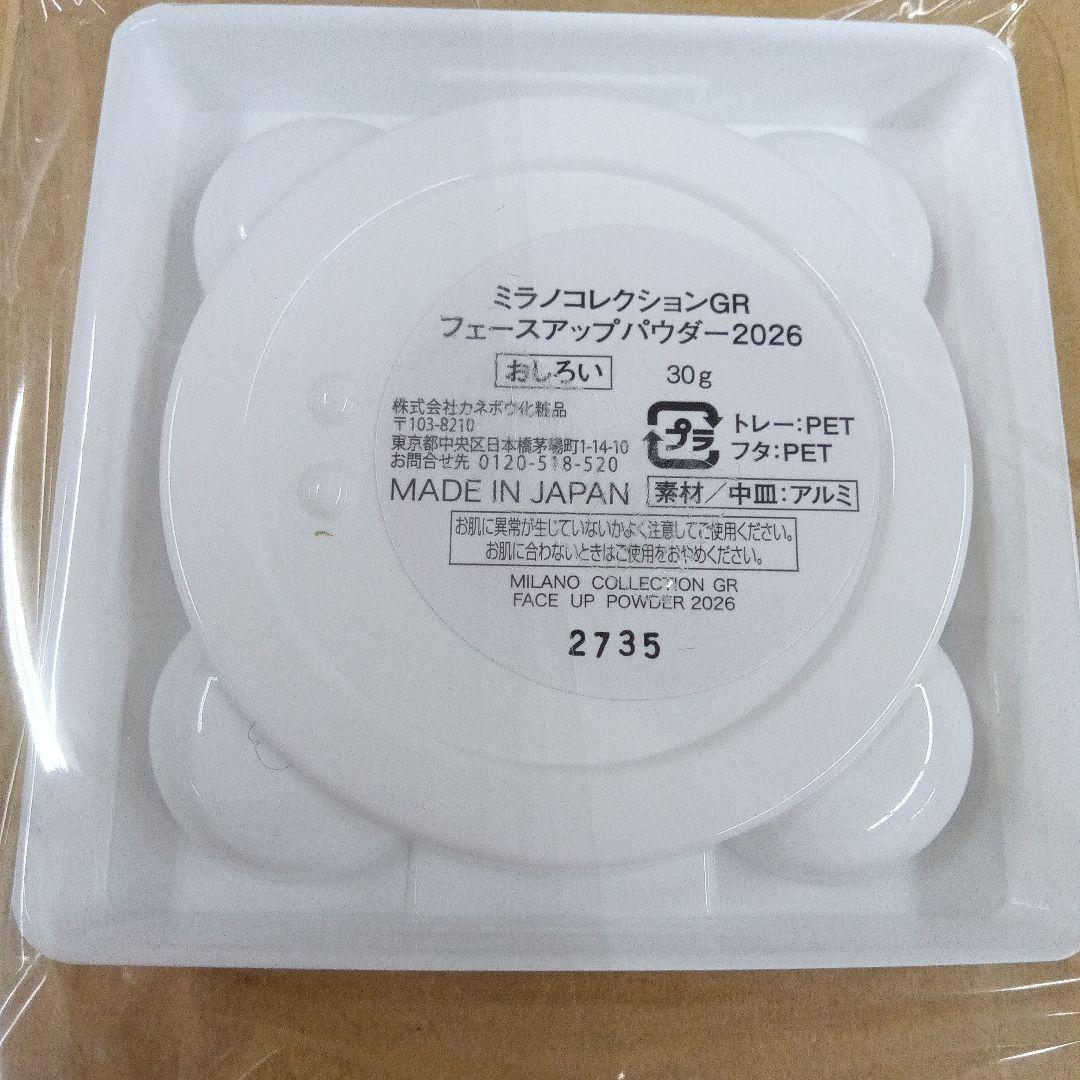 ミラノコレクションGR
フェースアップパウダー2026
おしろい 30g
株式会社カネボウ化粧品
〒103-8210
東京都中央区日本橋茅場町1-14-10
お問合せ先 0120-518-520
プラ
トレー:PET
フタ:PET
MADE IN JAPAN
素材/中皿:アルミ
お肌に異常が生じていないかよく注意してご使用ください。
お肌に合わないときはご使用をおやめください。
MILANO COLLECTION GR
FACE UP POWDER 2026
2735